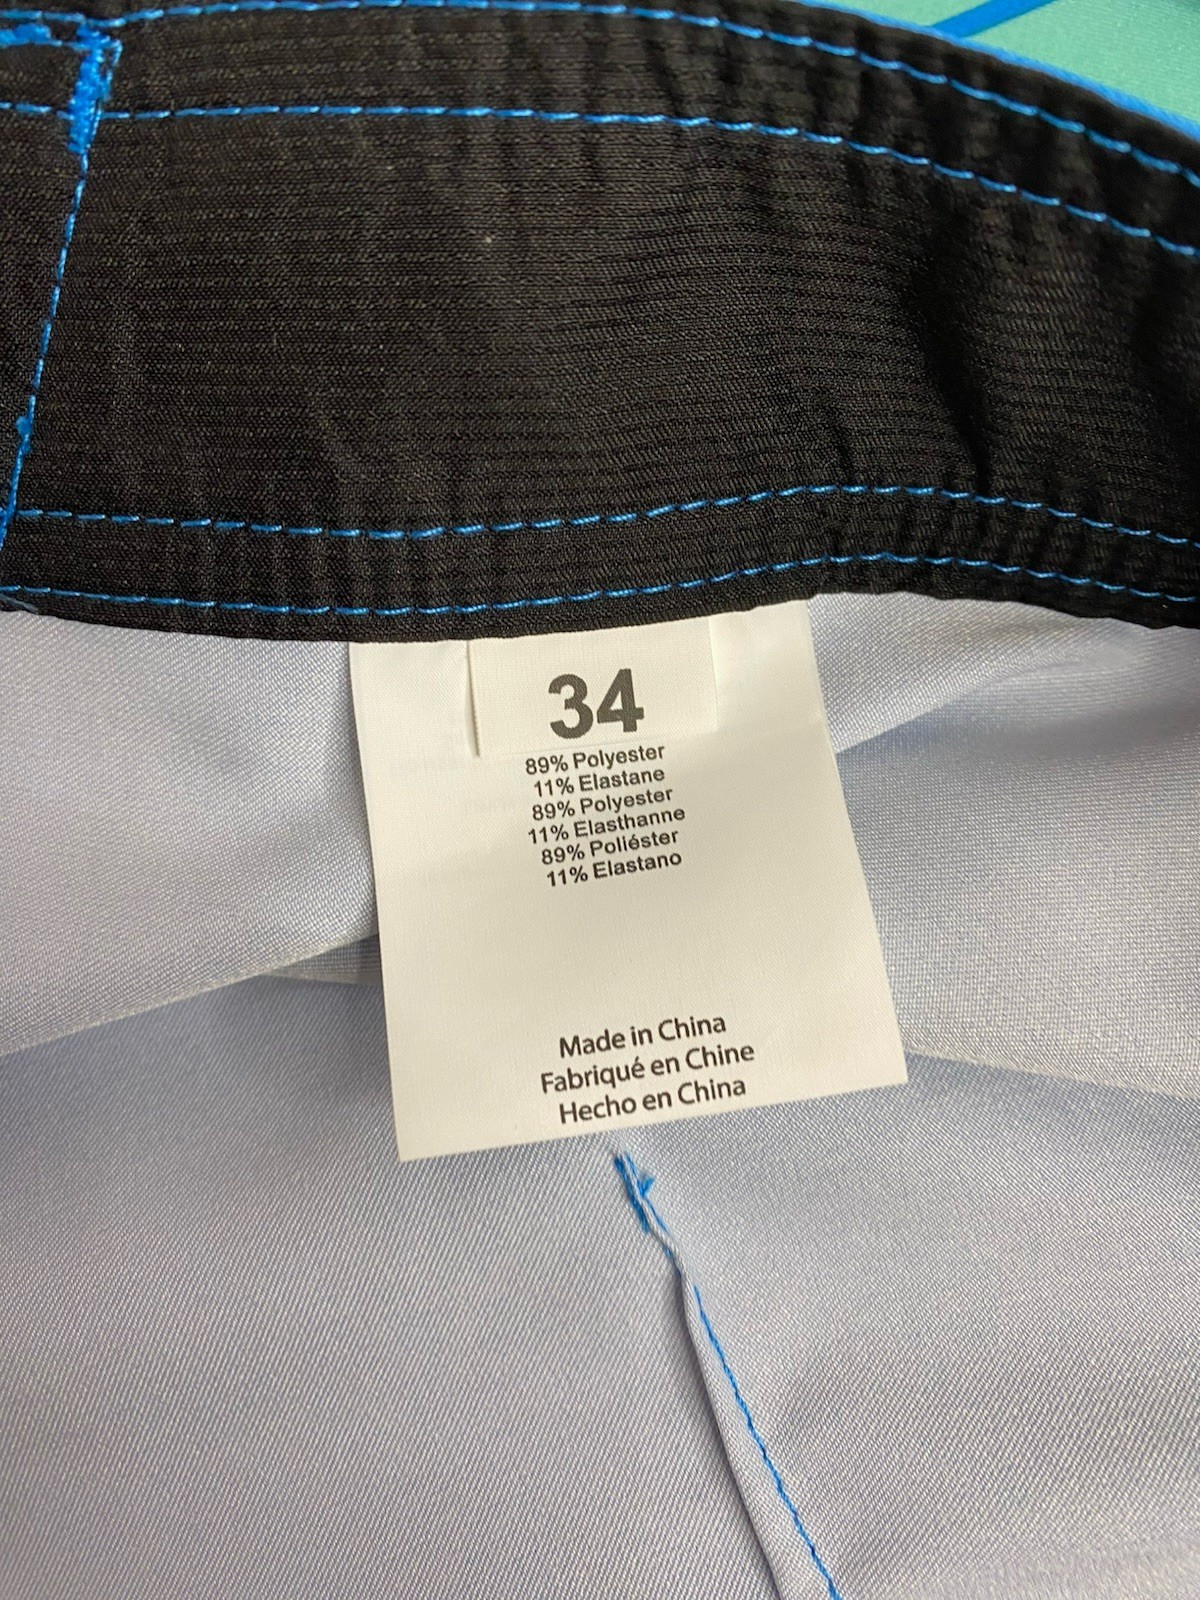 34
89% Polyester
11% Elastane
89% Polyester
11% Elasthanne
89% Poliéster
11% Elastano
Made in China
Fabriqué en Chine
Hecho en China